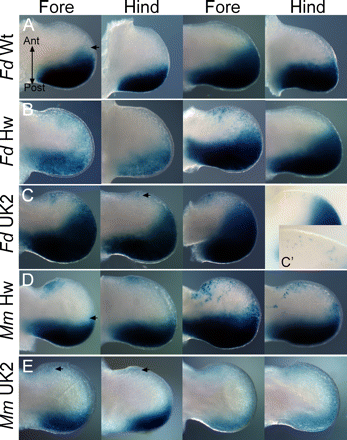 Fore Hind Fore Hind
Fd Wt
A
Ant
Post
Fd Hw
B
Fd UK2
C
C'
Mm Hw
D
Mm UK2
E